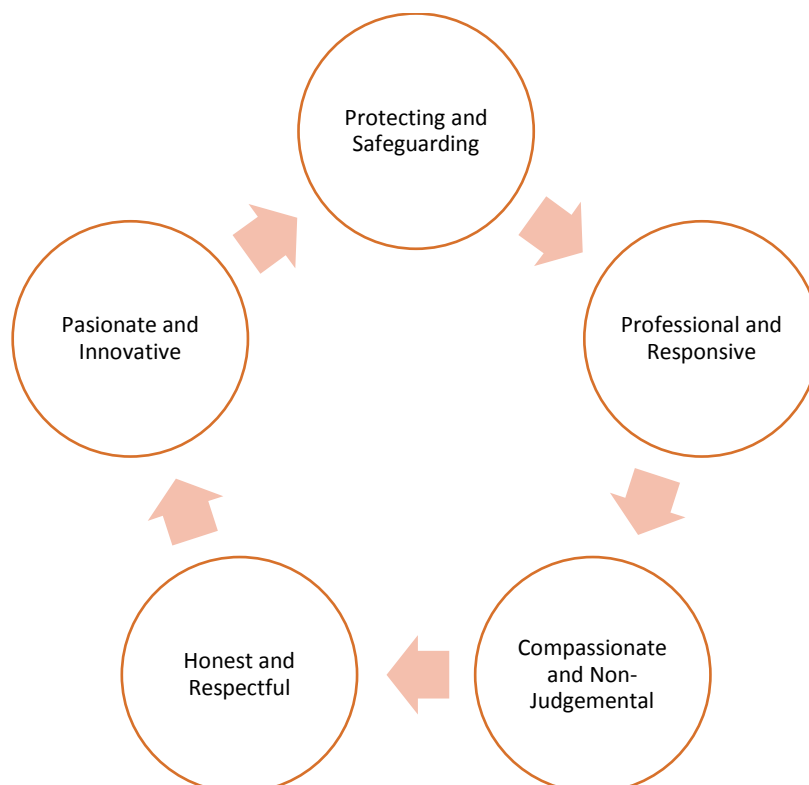 Protecting and
Safeguarding
Professional and
Responsive
Compassionate
and Non-
Judgemental
Honest and
Respectful
Pasionate and
Innovative